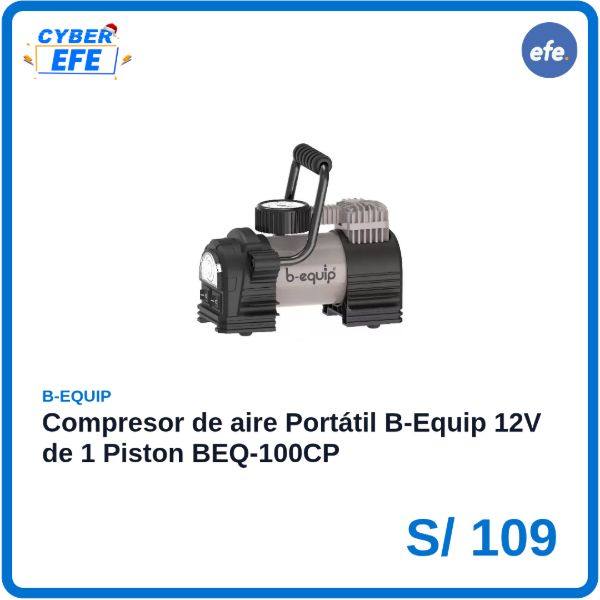 CYBER
EFE
efe.
b-equip
B-EQUIP
Compresor de aire Portátil B-Equip 12V
de 1 Piston BEQ-100CP
S/ 109